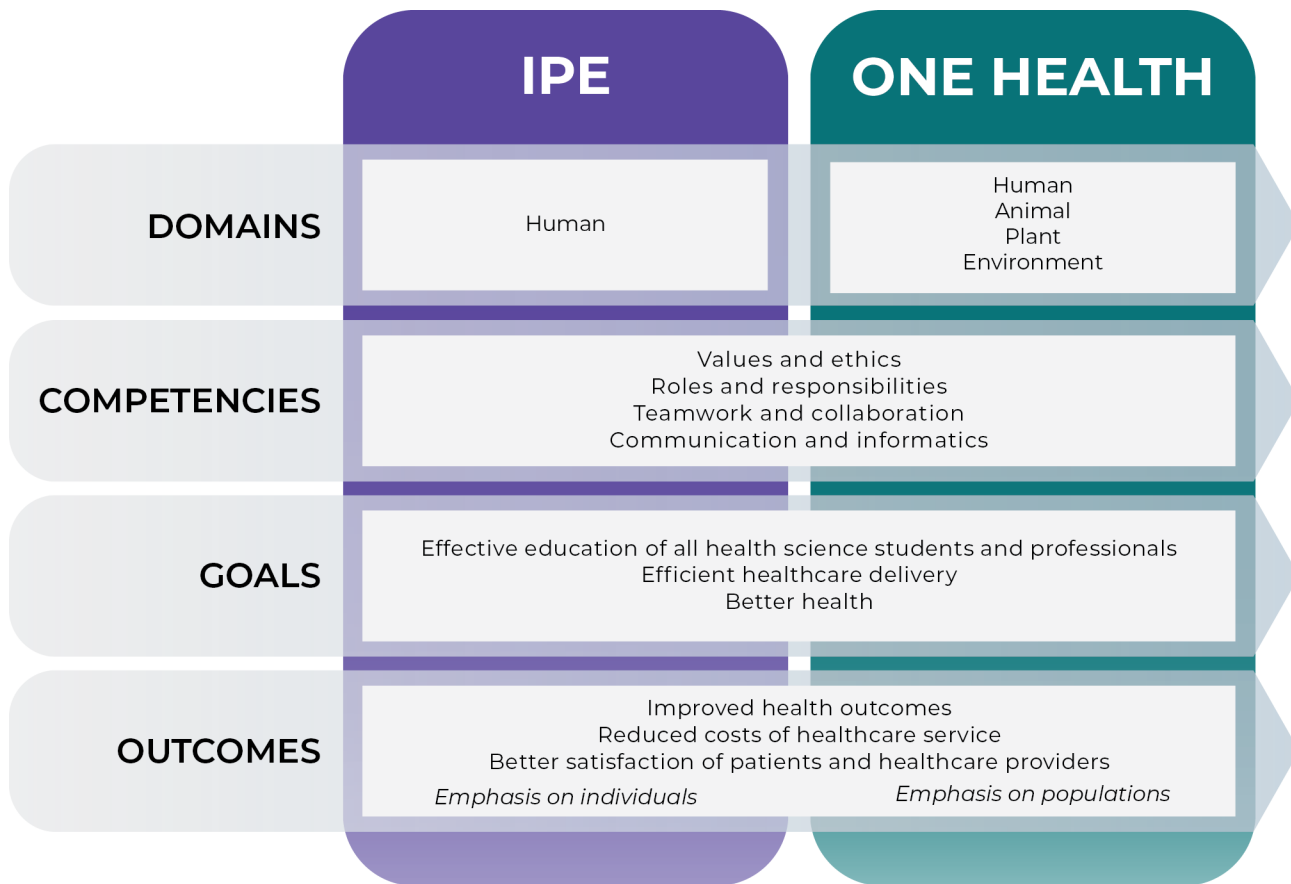 IPE
ONE HEALTH
DOMAINS
Human
Human
Animal
Plant
Environment
COMPETENCIES
Values and ethics
Roles and responsibilities
Teamwork and collaboration
Communication and informatics
GOALS
Effective education of all health science students and professionals
Efficient healthcare delivery
Better health
OUTCOMES
Improved health outcomes
Reduced costs of healthcare service
Better satisfaction of patients and healthcare providers
Emphasis on individuals
Emphasis on populations